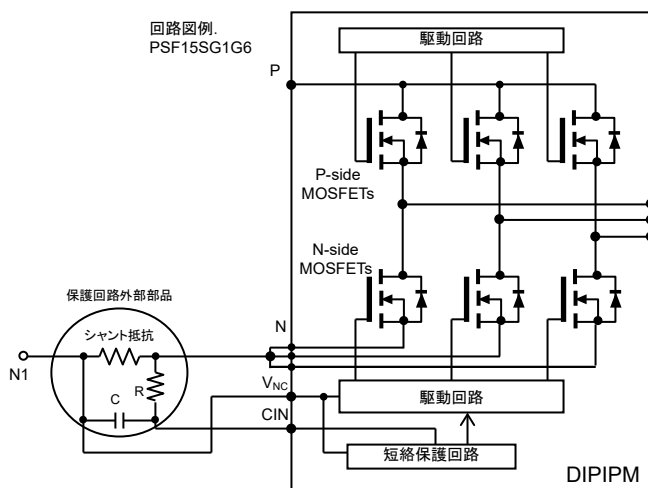 回路図例.
PSF15SG1G6
駆動回路
P
P-side
MOSFETs
N-side
MOSFETs
保護回路外部部品
シャント抵抗
N
N1
R
C
VNC
駆動回路
CIN
短絡保護回路
DIPIPM